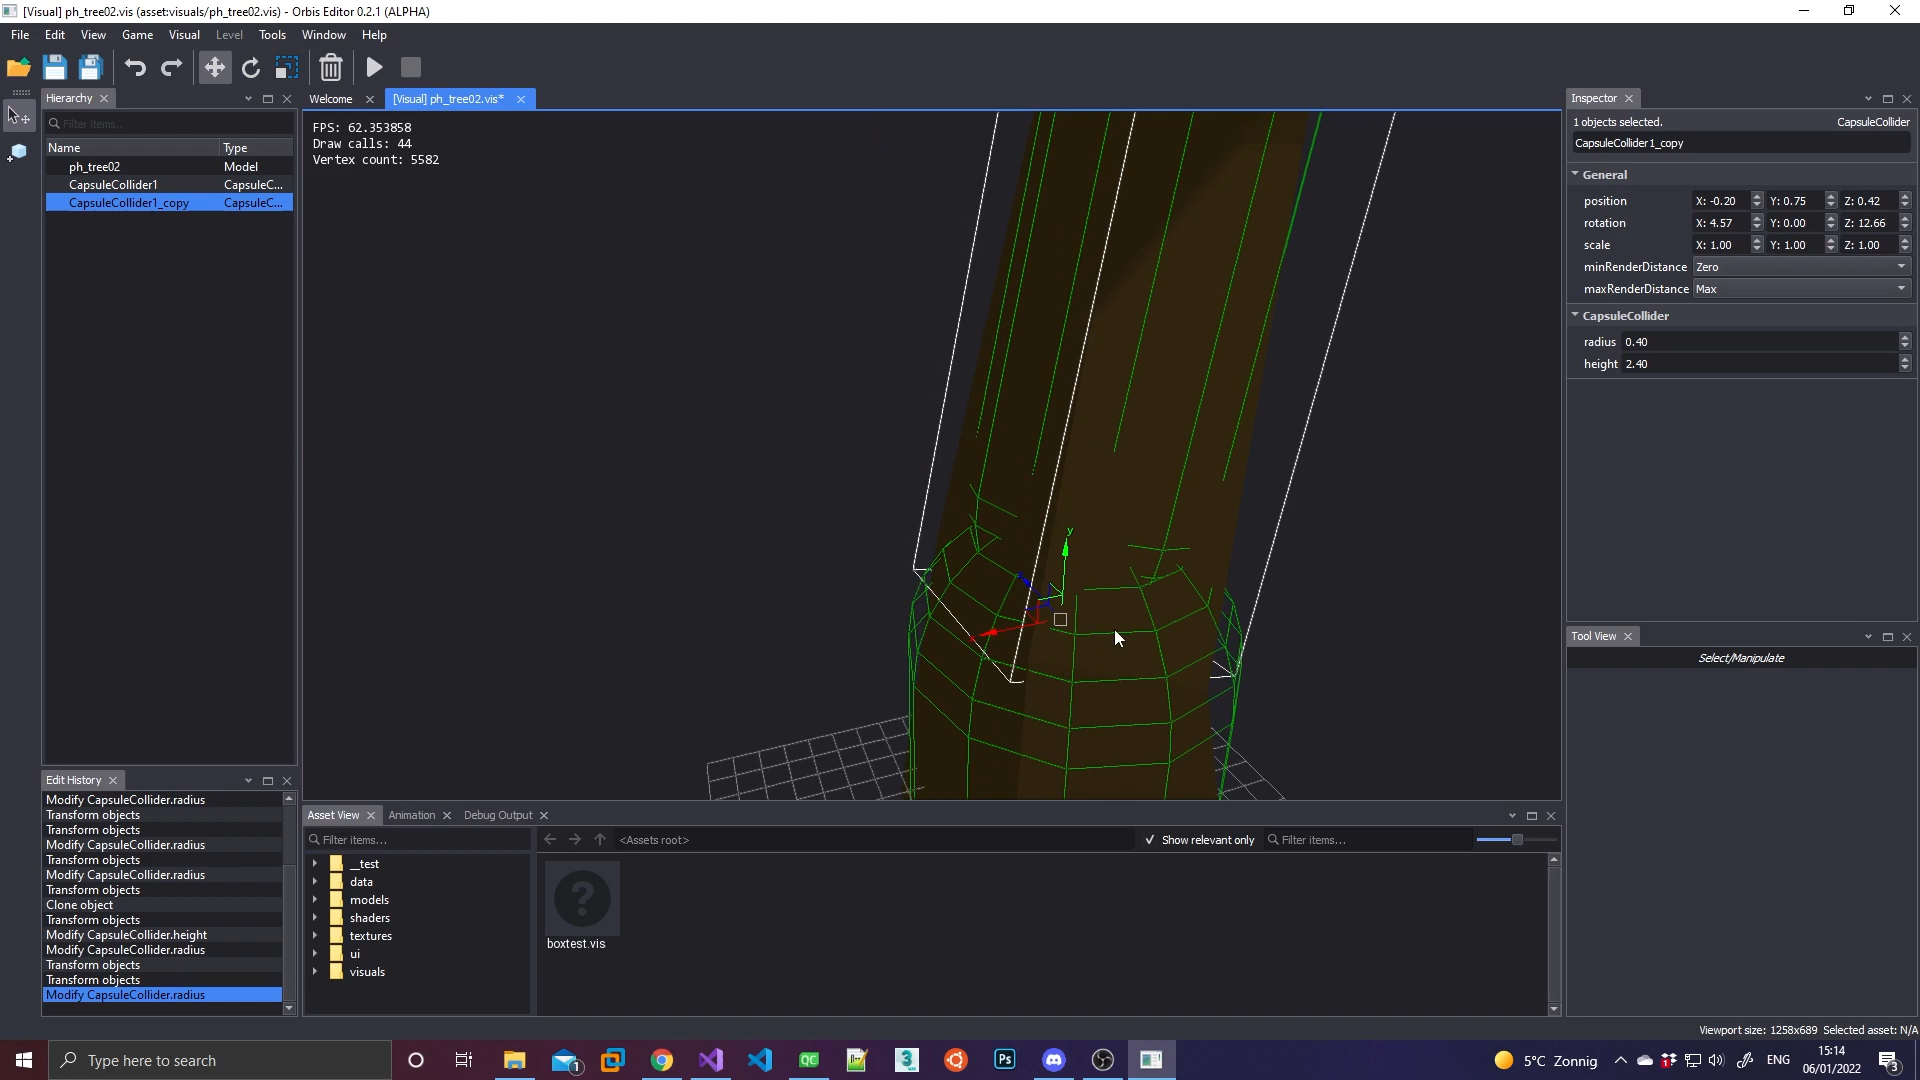 [Visual] ph_tree02.vis (asset:visuals/ph_tree02.vis) - Orbis Editor 0.2.1 (ALPHA)
File Edit View Game Visual Level Tools Window Help
Hierarchy
Filter items...
Name Type
ph_tree02 Model
CapsuleCollider1 CapsuleC...
CapsuleCollider1_copy CapsuleC...
Edit History
Modify CapsuleCollider.radius
Transform objects
Transform objects
Modify CapsuleCollider.radius
Transform objects
Modify CapsuleCollider.radius
Transform objects
Clone object
Transform objects
Modify CapsuleCollider.height
Modify CapsuleCollider.radius
Transform objects
Transform objects
Modify CapsuleCollider.radius
Welcome [Visual] ph_tree02.vis*
FPS: 62.353858
Draw calls: 44
Vertex count: 5582
y
Asset View Animation Debug Output
Filter items...
<Assets root>
Show relevant only
Filter items...
__test
data
models
shaders
textures
ui
visuals
?
boxtest.vis
Inspector
1 objects selected. CapsuleCollider
CapsuleCollider1_copy
General
position X: -0.20 Y: 0.75 Z: 0.42
rotation X: 4.57 Y: 0.00 Z: 12.66
scale X: 1.00 Y: 1.00 Z: 1.00
minRenderDistance Zero
maxRenderDistance Max
CapsuleCollider
radius 0.40
height 2.40
Tool View
Select/Manipulate
Viewport size: 1258x689 Selected asset: N/A
Type here to search
1
QC
3
Ps
5°C Zonnig
ENG
15:14
06/01/2022
3